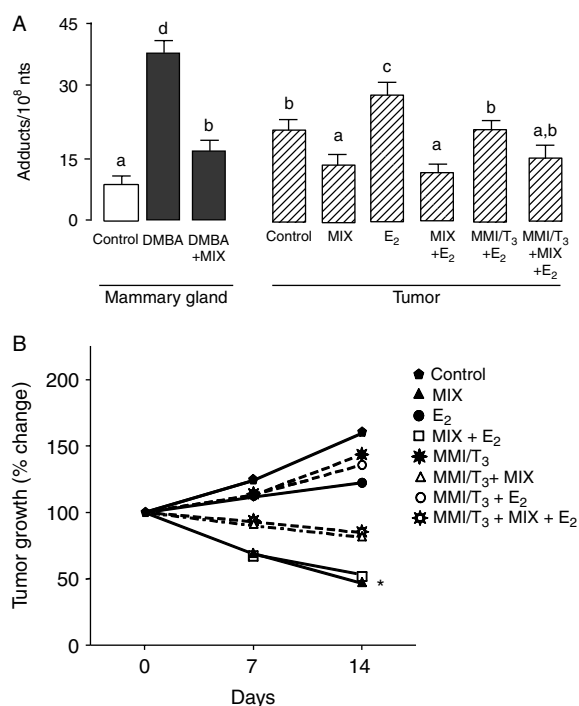 A
45
30
15
0
Adducts/10⁸ nts
a
d
b
b
a
c
a
b
a,b
Control DMBA DMBA
+MIX
Control MIX E₂ MIX
+E₂ MMI/T₃
+E₂ MMI/T₃
+MIX
+E₂
Mammary gland Tumor
B
200
150
100
50
0
Tumor growth (% change)
Control
MIX
E₂
MIX + E₂
MMI/T₃
MMI/T₃+ MIX
MMI/T₃ + E₂
MMI/T₃ + MIX + E₂
*
0 7 14
Days